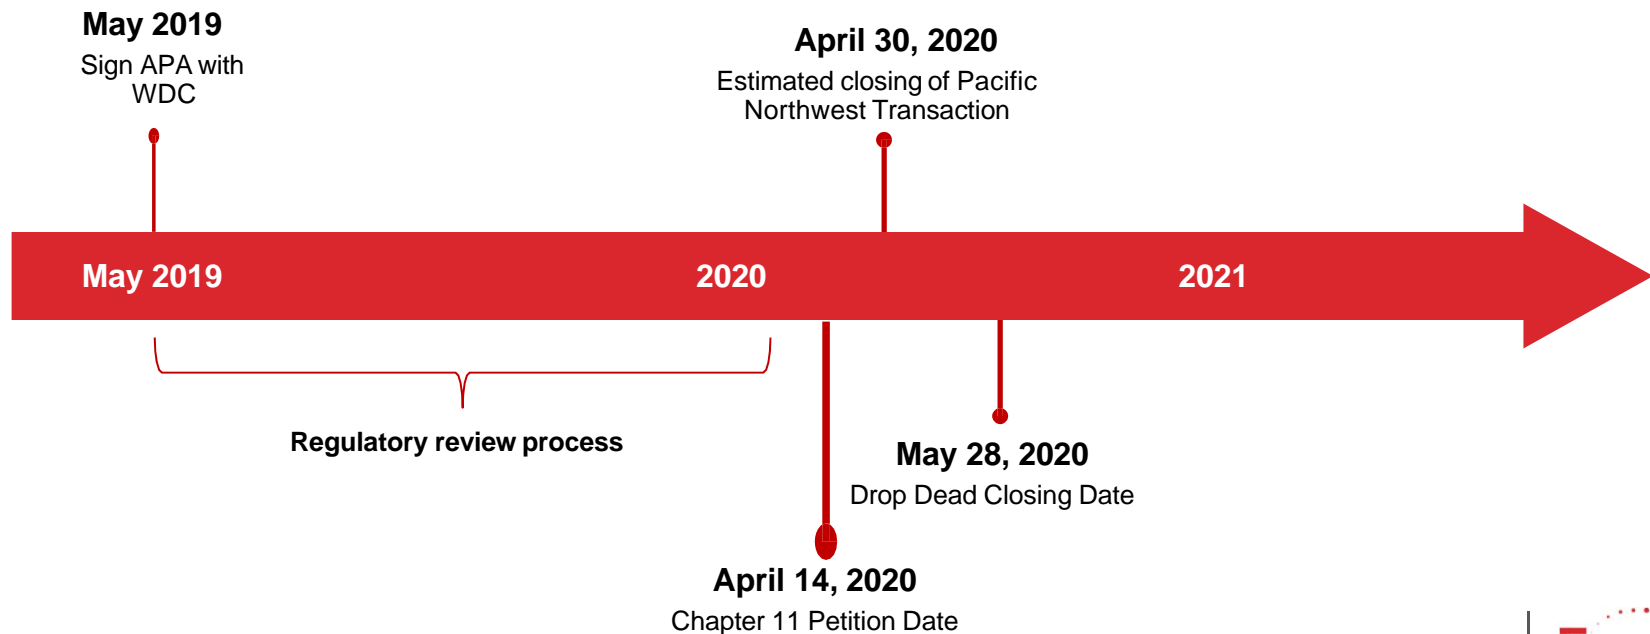 May 2019
Sign APA with
WDC
April 30, 2020
Estimated closing of Pacific
Northwest Transaction
May 2019
2020
2021
Regulatory review process
May 28, 2020
Drop Dead Closing Date
April 14, 2020
Chapter 11 Petition Date